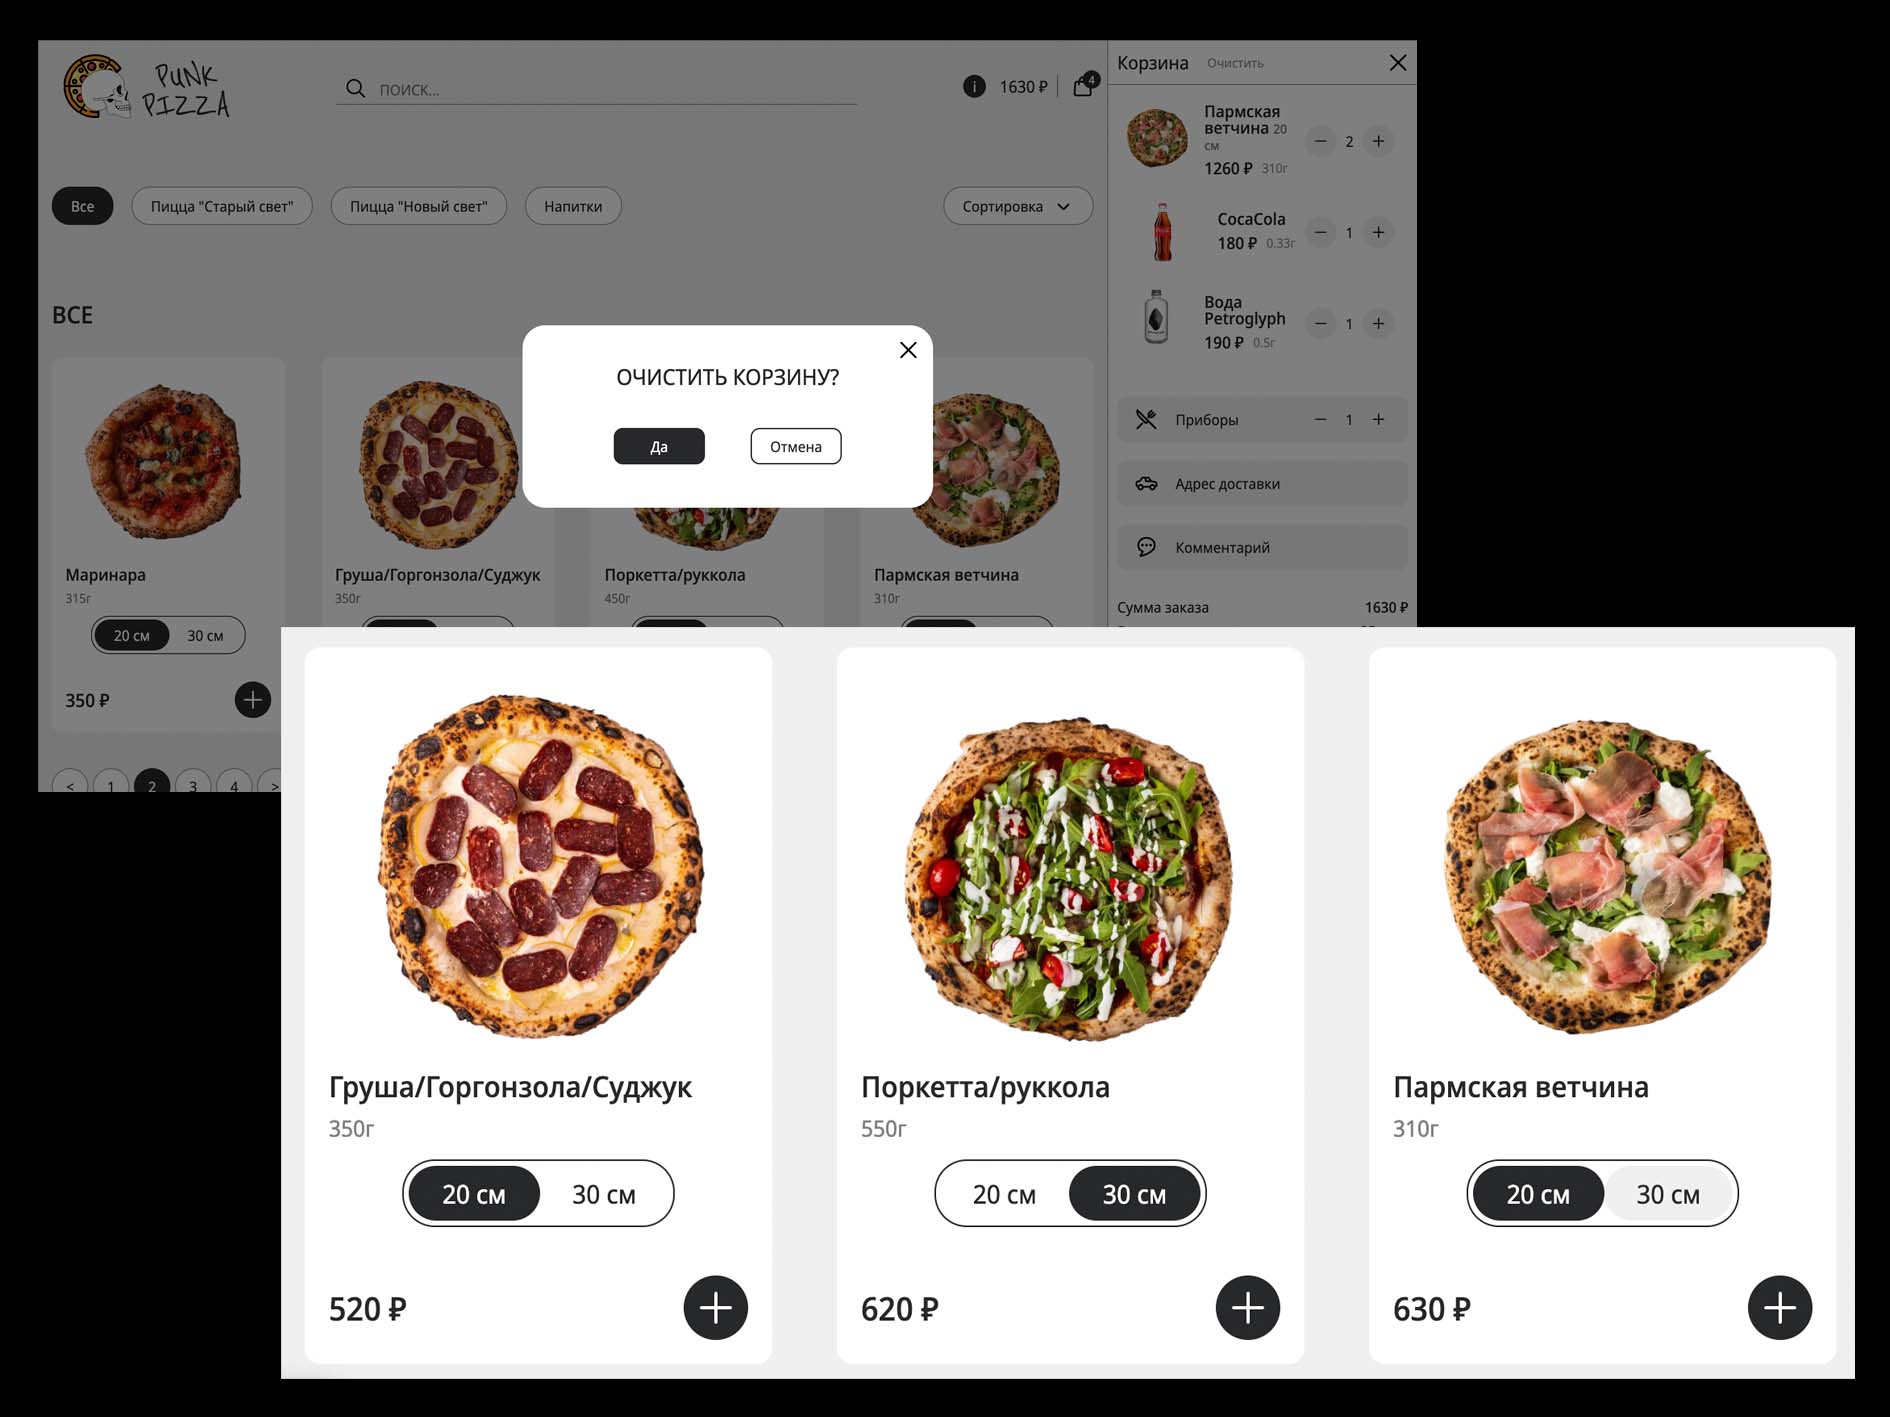 PUNK
PIZZA
ПОИСК...
i
1630 ₽
4
Корзина Очистить
Все
Пицца "Старый свет"
Пицца "Новый свет"
Напитки
Сортировка
ВСЕ
Маринара
315г
20 см 30 см
350 ₽
Груша/Горгонзола/Суджук
350г
Поркетта/руккола
450г
Пармская ветчина
310г
< 1 2 3 4 >
ОЧИСТИТЬ КОРЗИНУ?
Да
Отмена
Пармская
ветчина 20
см
1260 ₽ 310г
− 2 +
CocaCola
180 ₽ 0.33г
− 1 +
Вода
Petroglyph
190 ₽ 0.5г
− 1 +
Приборы − 1 +
Адрес доставки
Комментарий
Сумма заказа 1630 ₽
Груша/Горгонзола/Суджук
350г
20 см 30 см
520 ₽
Поркетта/руккола
550г
20 см 30 см
620 ₽
Пармская ветчина
310г
20 см 30 см
630 ₽